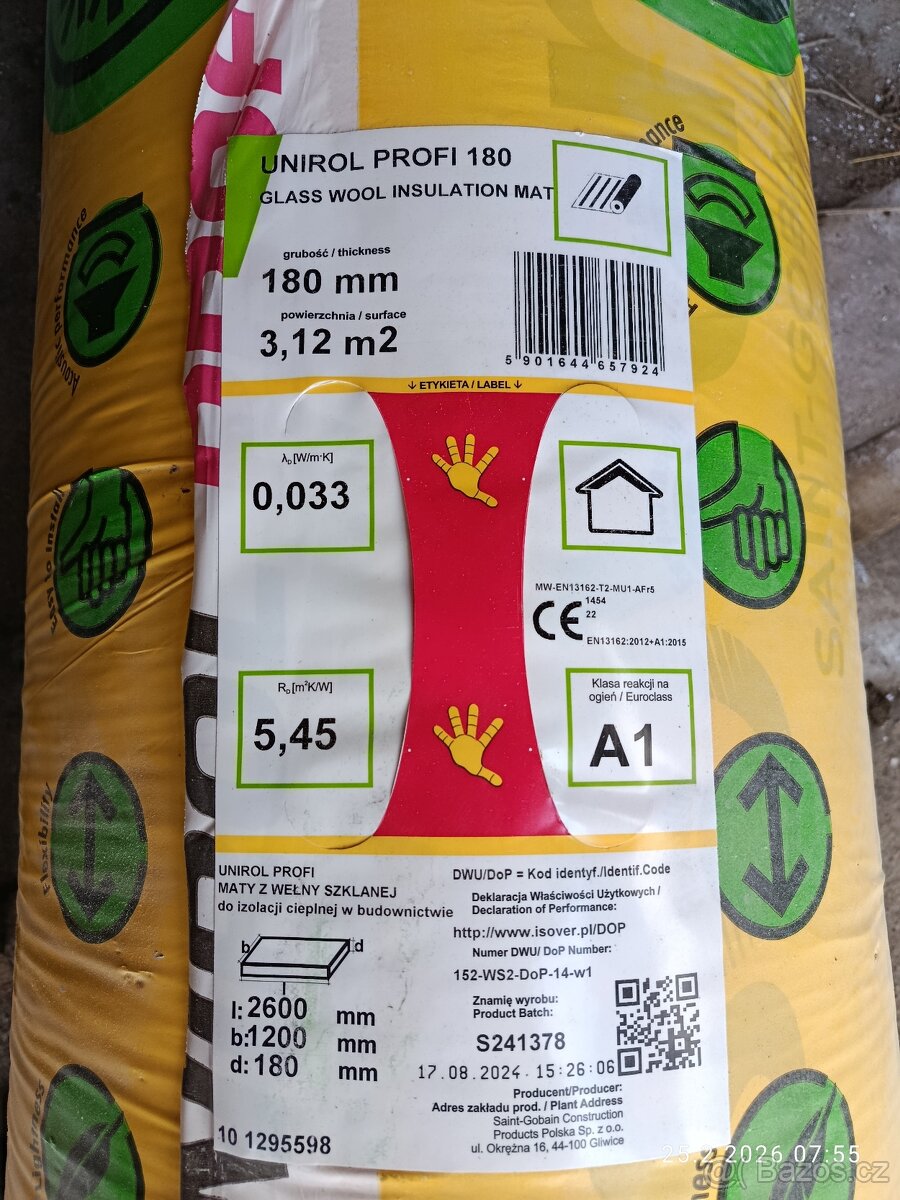 UNIROL PROFI 180
GLASS WOOL INSULATION MAT
grubość / thickness
180 mm
powierzchnia / surface
3,12 m2
5 901644 657924
↓ ETYKIETA / LABEL ↓
λD [W/m·K]
0,033
MW-EN13162-T2-MU1-AFr5
CE
1454
22
EN13162:2012+A1:2015
RD [m²K/W]
5,45
Klasa reakcji na
ogień / Euroclass
A1
UNIROL PROFI
MATY Z WEŁNY SZKLANEJ
do izolacji cieplnej w budownictwie
b
d
l: 2600 mm
b: 1200 mm
d: 180 mm
10 1295598
DWU/DoP = Kod identyf./Identif.Code
Deklaracja Właściwości Użytkowych /
Declaration of Performance:
http://www.isover.pl/DOP
Numer DWU/ DoP Number:
152-WS2-DoP-14-w1
Znamię wyrobu:
Product Batch:
S241378
17.08.2024 · 15:26:06
Producent/Producer:
Adres zakładu prod. / Plant Address
Saint-Gobain Construction
Products Polska Sp. z o.o.
ul. Okrężna 16, 44-100 Gliwice
Acoustic performance
easy to install
Flexibility
SAINT-G
25 2 2026 07:55
Bazos.cz